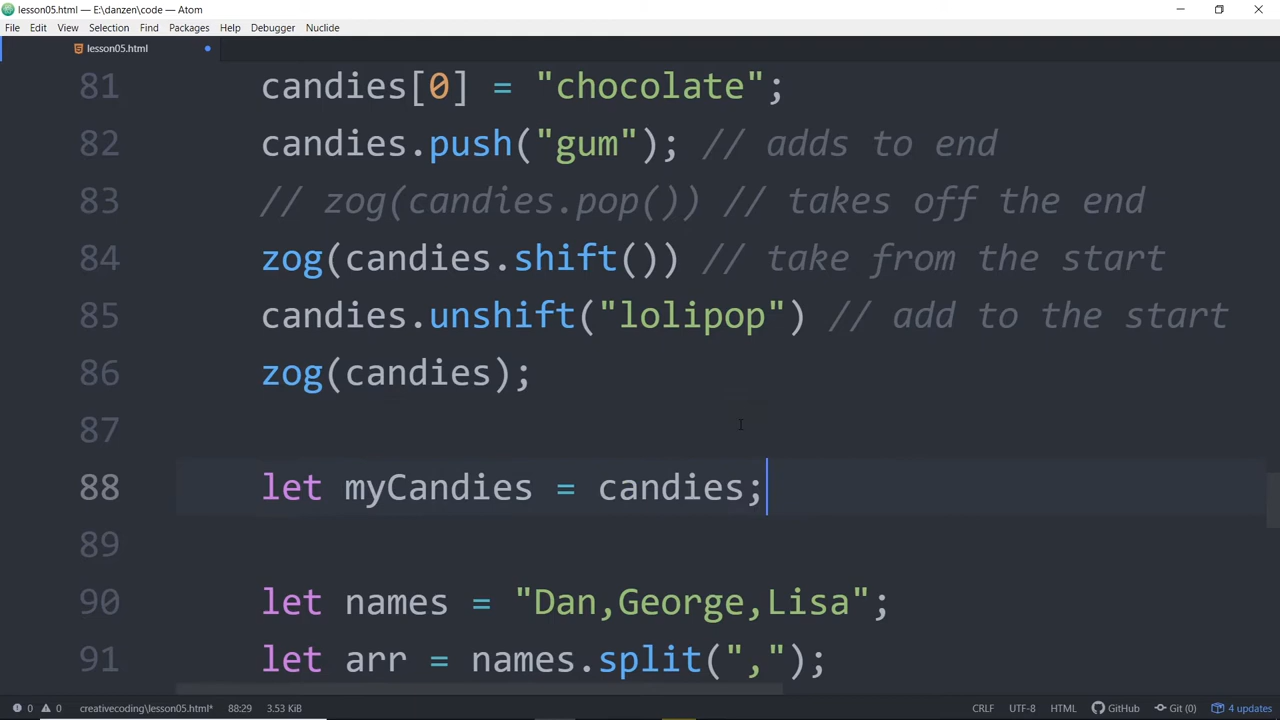 lesson05.html — E:\danzen\code — Atom
File Edit View Selection Find Packages Help Debugger Nuclide
lesson05.html
81 candies[0] = "chocolate";
82 candies.push("gum"); // adds to end
83 // zog(candies.pop()) // takes off the end
84 zog(candies.shift()) // take from the start
85 candies.unshift("lolipop") // add to the start
86 zog(candies);
87
88 let myCandies = candies;
89
90 let names = "Dan,George,Lisa";
91 let arr = names.split(",");
0 0 creativecoding\lesson05.html* 88:29 3.53 KiB CRLF UTF-8 HTML GitHub Git (0) 4 updates